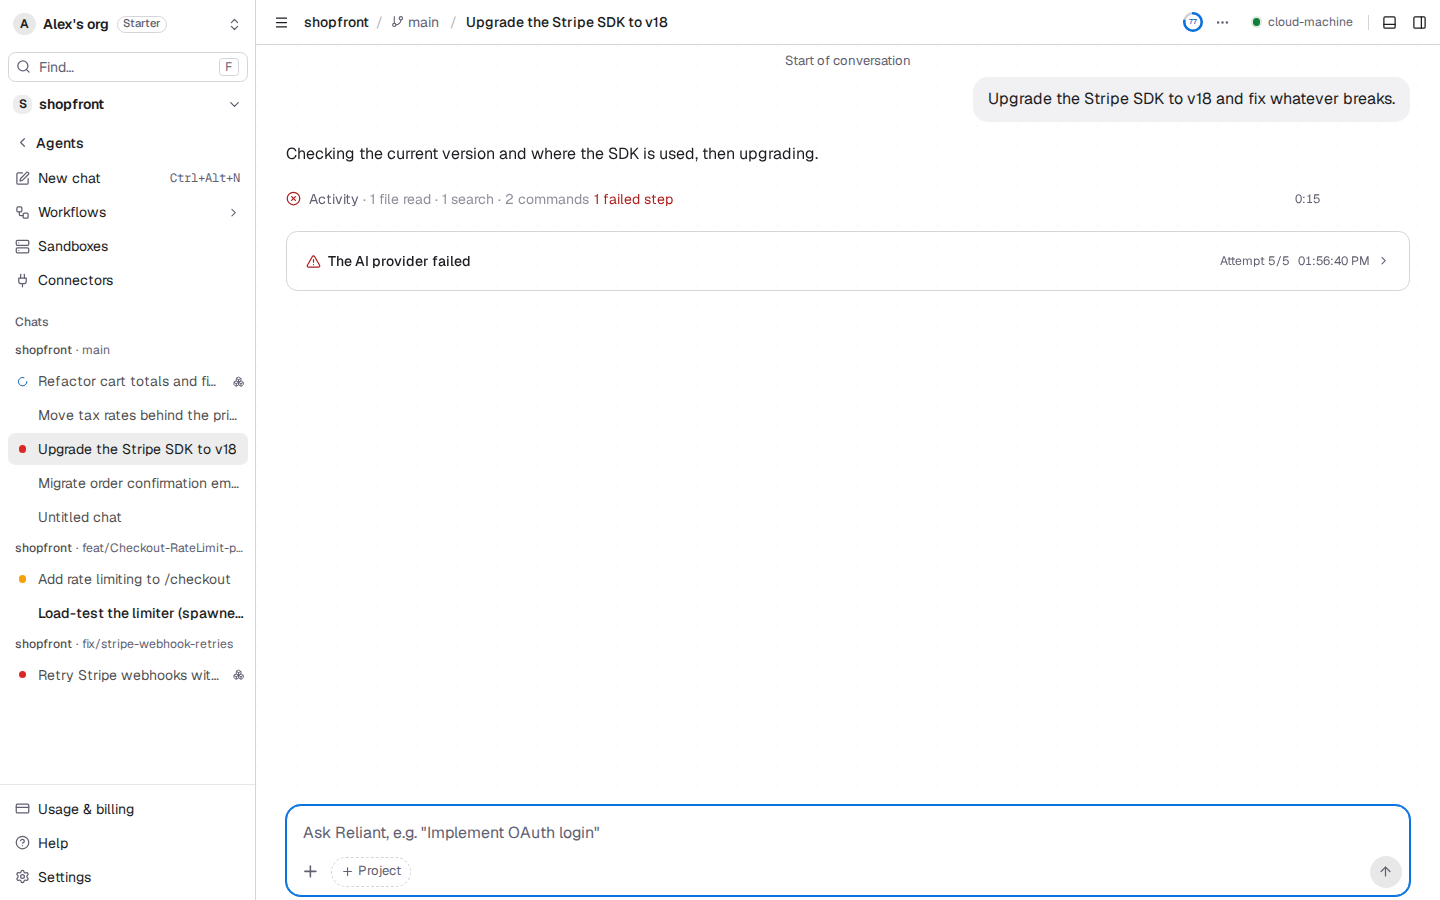 A Alex's org Starter
Find... F
S shopfront
Agents
New chat Ctrl+Alt+N
Workflows
Sandboxes
Connectors
Chats
shopfront · main
Refactor cart totals and fi...
Move tax rates behind the pri...
Upgrade the Stripe SDK to v18
Migrate order confirmation em...
Untitled chat
shopfront · feat/Checkout-RateLimit-p...
Add rate limiting to /checkout
Load-test the limiter (spawne...
shopfront · fix/stripe-webhook-retries
Retry Stripe webhooks wit...
Usage & billing
Help
Settings
shopfront / main / Upgrade the Stripe SDK to v18
77 cloud-machine
Start of conversation
Upgrade the Stripe SDK to v18 and fix whatever breaks.
Checking the current version and where the SDK is used, then upgrading.
Activity · 1 file read · 1 search · 2 commands 1 failed step 0:15
The AI provider failed Attempt 5/5 01:56:40 PM
Ask Reliant, e.g. "Implement OAuth login"
Project